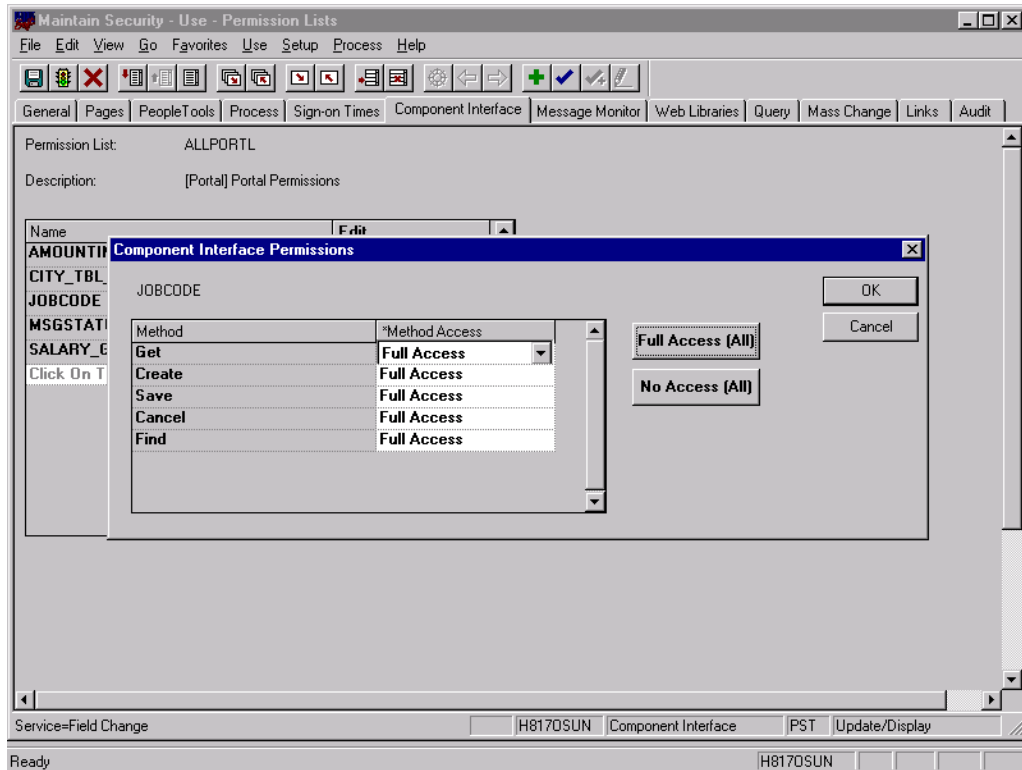 Maintain Security - Use - Permission Lists
File Edit View Go Favorites Use Setup Process Help
General Pages PeopleTools Process Sign-on Times Component Interface Message Monitor Web Libraries Query Mass Change Links Audit
Permission List: ALLPORTL
Description: [Portal] Portal Permissions
Name Edit
AMOUNTIN
Component Interface Permissions
CITY_TBL_
JOBCODE OK
JOBCODE
MSGSTATI
Method *Method Access Cancel
Full Access (All)
SALARY_G
Get Full Access
Click On T
Create Full Access
No Access (All)
Save Full Access
Cancel Full Access
Find Full Access
Service=Field Change H817OSUN Component Interface PST Update/Display
Ready H817OSUN